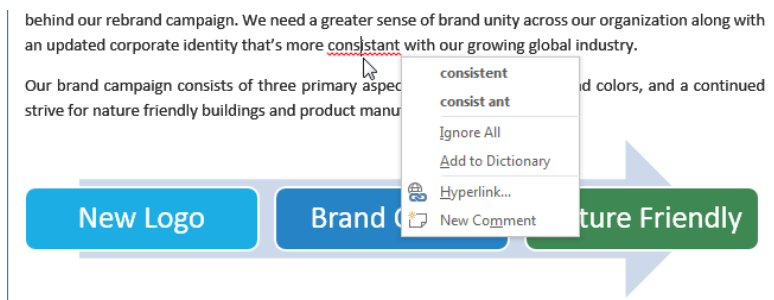 behind our rebrand campaign. We need a greater sense of brand unity across our organization along with
an updated corporate identity that's more consistant with our growing global industry.
Our brand campaign consists of three primary colors, and a continued
strive for nature friendly buildings and product
consistent
consist ant
Ignore All
Add to Dictionary
Hyperlink...
New Comment
New Logo
Brand
Friendly